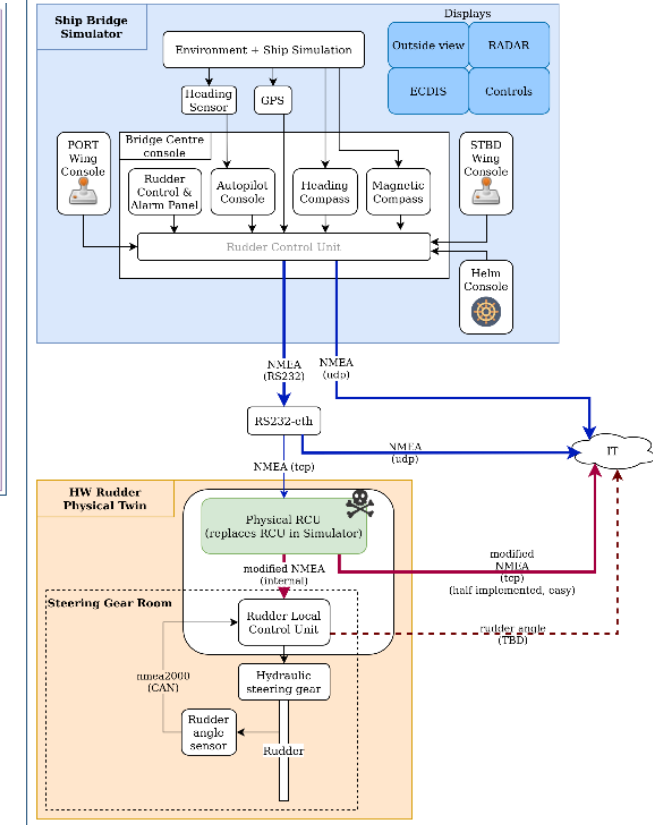 Ship Bridge
Simulator
Displays
Outside view
RADAR
ECDIS
Controls
Environment + Ship Simulation
Heading
Sensor
GPS
PORT
Wing
Console
Bridge Centre
console
STBD
Wing
Console
Rudder
Control &
Alarm Panel
Autopilot
Console
Heading
Compass
Magnetic
Compass
Rudder Control Unit
Helm
Console
NMEA
(RS232)
NMEA
(udp)
RS232-eth
NMEA
(udp)
IT
NMEA (tcp)
HW Rudder
Physical Twin
Physical RCU
(replaces RCU in Simulator)
modified NMEA
(internal)
modified
NMEA
(tcp)
(half implemented, easy)
Steering Gear Room
Rudder Local
Control Unit
rudder angle
(TBD)
nmea2000
(CAN)
Hydraulic
steering gear
Rudder
angle
sensor
Rudder